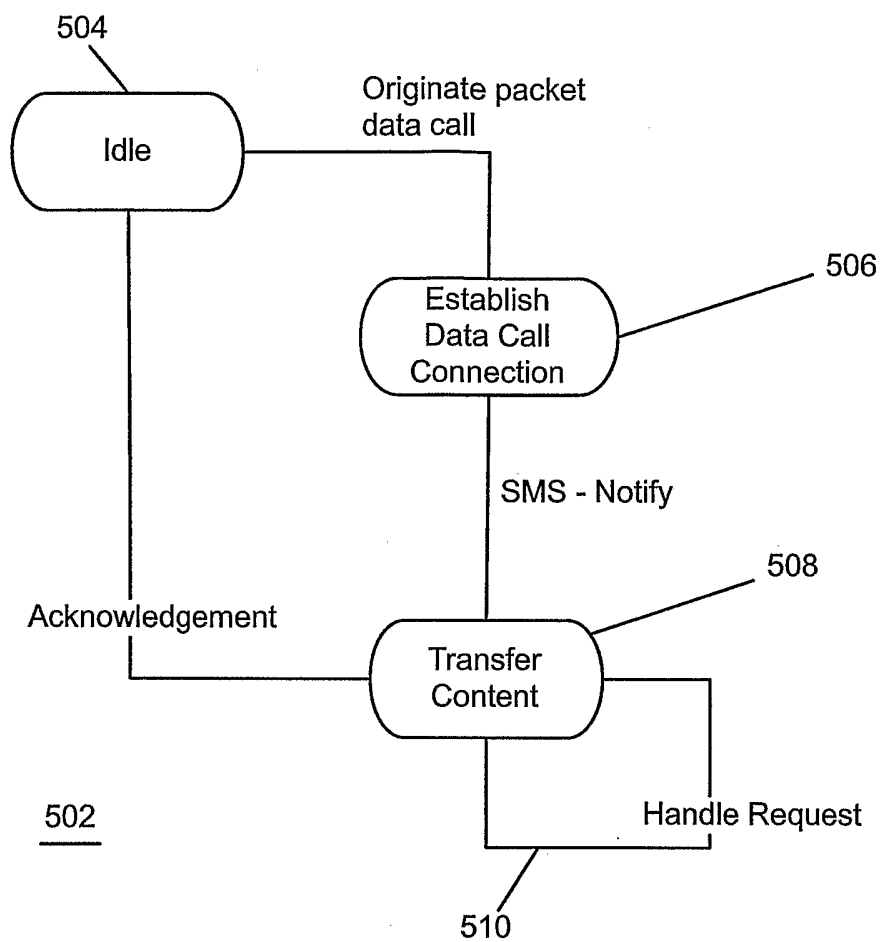 504
Originate packet
data call
Idle
506
Establish
Data Call
Connection
SMS - Notify
508
Acknowledgement
Transfer
Content
502
Handle Request
510